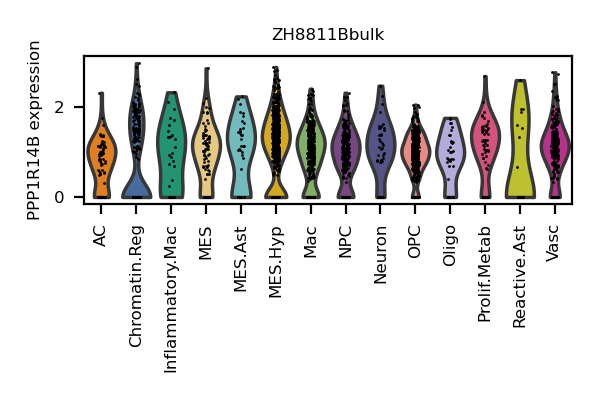 ZH8811Bbulk
PPP1R14B expression
2
0
AC
Chromatin.Reg
Inflammatory.Mac
MES
MES.Ast
MES.Hyp
Mac
NPC
Neuron
OPC
Oligo
Prolif.Metab
Reactive.Ast
Vasc